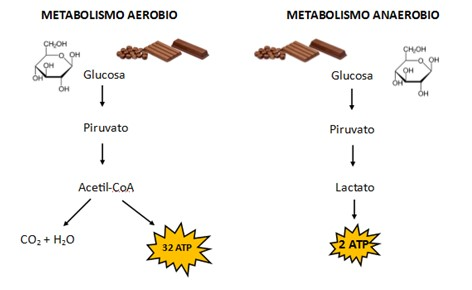 METABOLISMO AEROBIO
CH₂OH
O
OH
OH
OH
OH
Glucosa
Piruvato
Acetil-CoA
CO₂ + H₂O
32 ATP
METABOLISMO ANAEROBIO
Glucosa
CH₂OH
O
OH
OH
OH
OH
Piruvato
Lactato
2 ATP